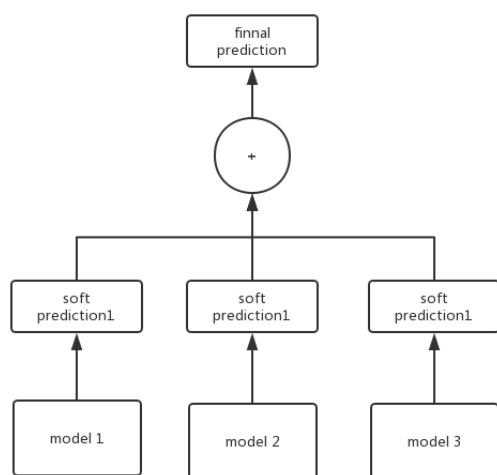 finnal
prediction
+
soft
prediction1
soft
prediction1
soft
prediction1
model 1
model 2
model 3